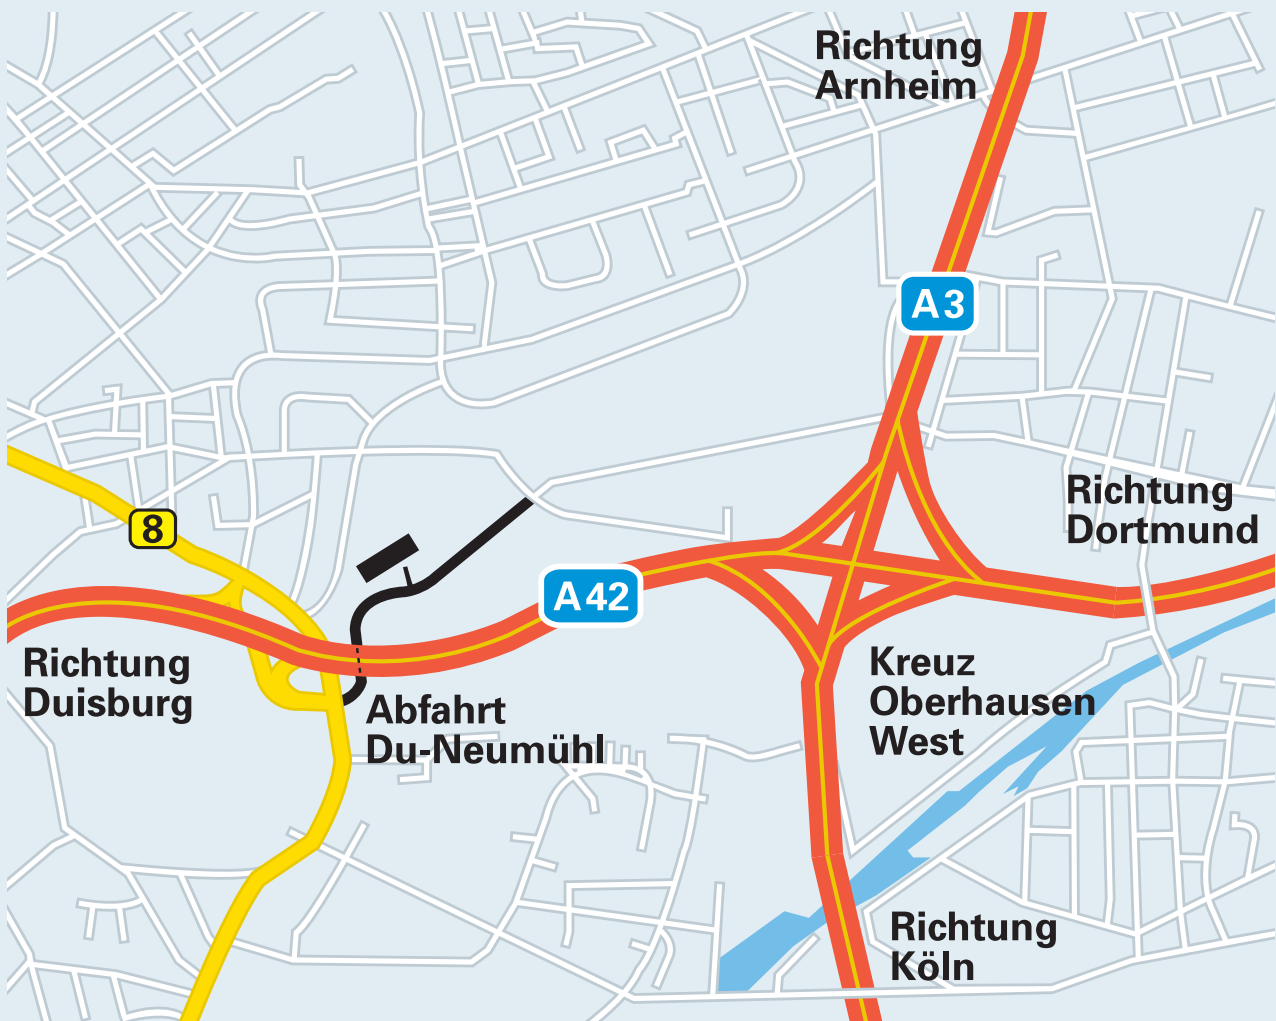 Richtung
Arnheim
A3
Richtung
Dortmund
8
A42
Richtung
Duisburg
Abfahrt
Du-Neumühl
Kreuz
Oberhausen
West
Richtung
Köln